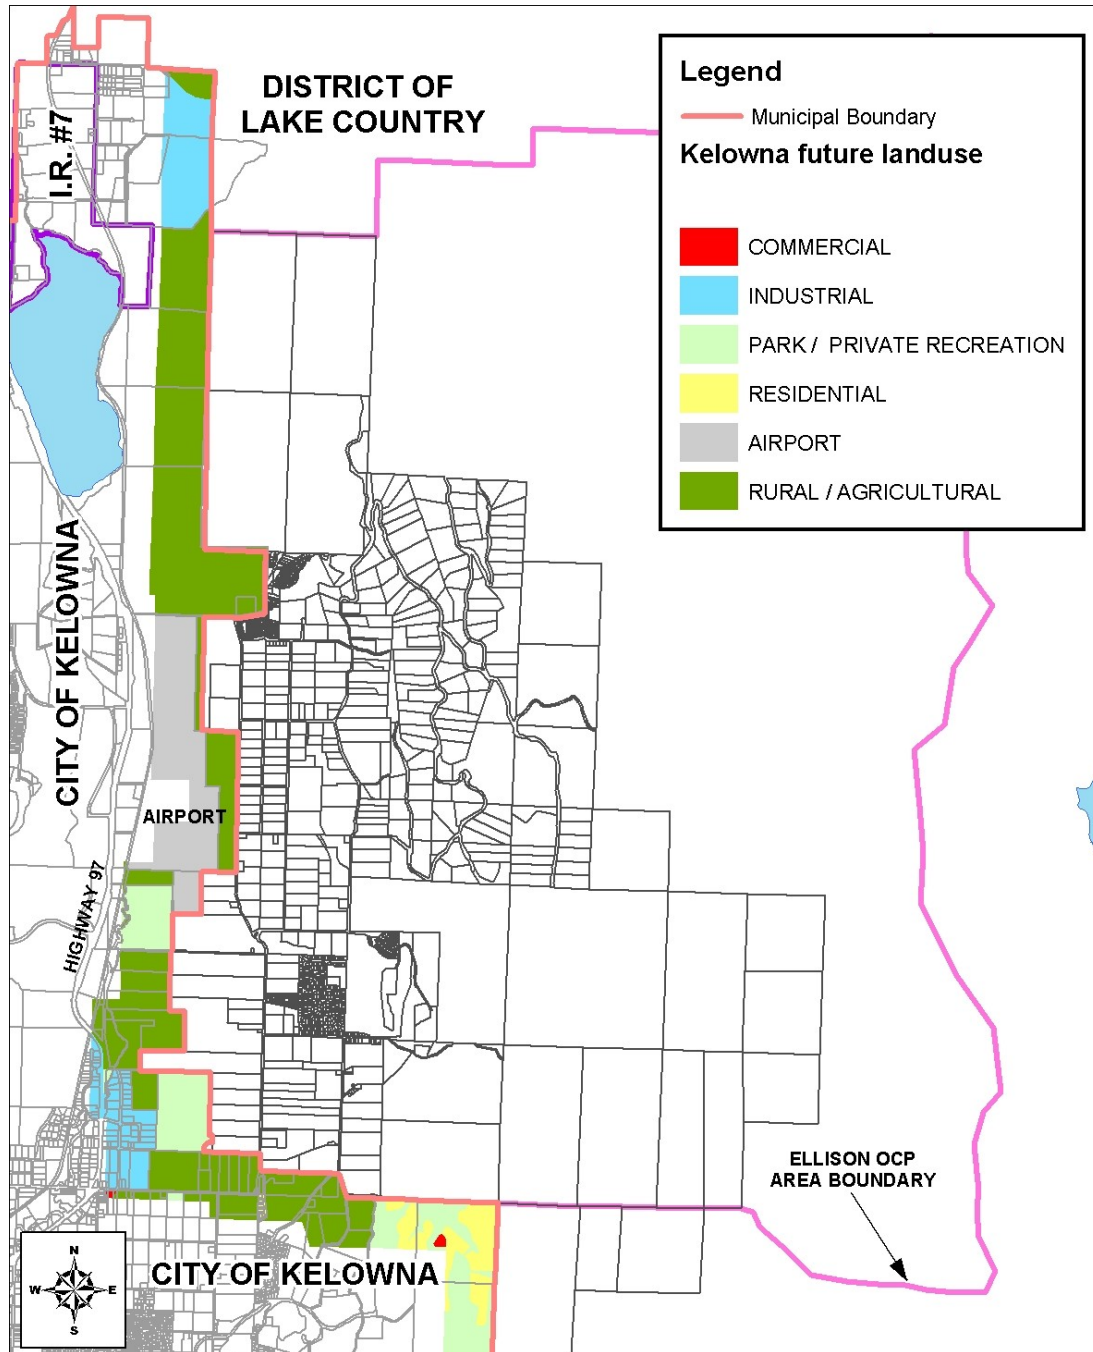 DISTRICT OF
LAKE COUNTRY
I.R. #7
Legend
Municipal Boundary
Kelowna future landuse
COMMERCIAL
INDUSTRIAL
PARK / PRIVATE RECREATION
RESIDENTIAL
AIRPORT
RURAL / AGRICULTURAL
CITY OF KELOWNA
AIRPORT
HIGHWAY 97
ELLISON OCP
AREA BOUNDARY
CITY OF KELOWNA
N
W E
S